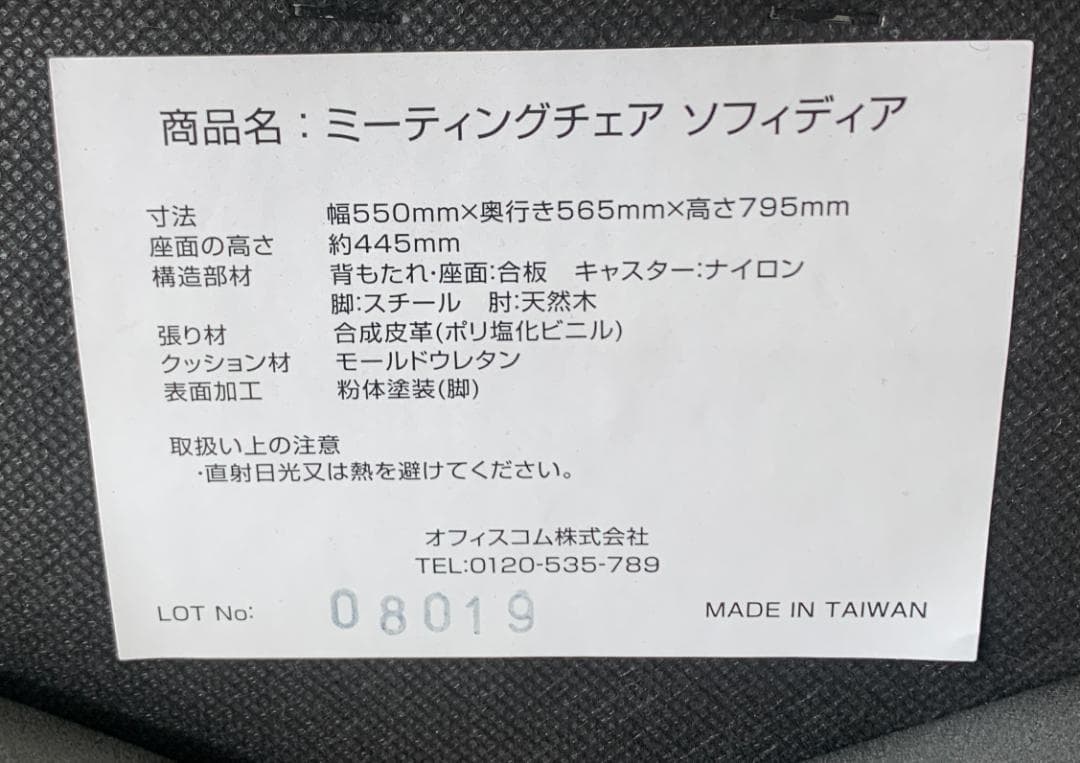 商品名：ミーティングチェア ソフィディア
寸法 幅550mm×奥行き565mm×高さ795mm
座面の高さ 約445mm
構造部材 背もたれ・座面：合板 キャスター：ナイロン
脚：スチール 肘：天然木
張り材 合成皮革(ポリ塩化ビニル)
クッション材 モールドウレタン
表面加工 粉体塗装(脚)
取扱い上の注意
・直射日光又は熱を避けてください。
オフィスコム株式会社
TEL:0120-535-789
LOT No: 08019 MADE IN TAIWAN